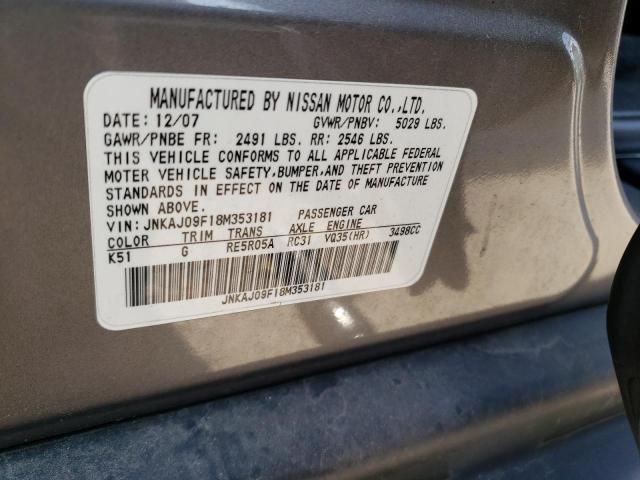 MANUFACTURED BY NISSAN MOTOR CO.,LTD.
DATE: 12/07 GVWR/PNBV: 5029 LBS.
GAWR/PNBE FR: 2491 LBS. RR: 2546 LBS.
THIS VEHICLE CONFORMS TO ALL APPLICABLE FEDERAL
MOTOR VEHICLE SAFETY,BUMPER,AND THEFT PREVENTION
STANDARDS IN EFFECT ON THE DATE OF MANUFACTURE
SHOWN ABOVE.
VIN: JNKAJ09F18M353181 PASSENGER CAR
COLOR TRIM TRANS AXLE ENGINE
K51 G RE5R05A RC31 VQ35(HR) 3498CC
JNKAJ09F18M353181